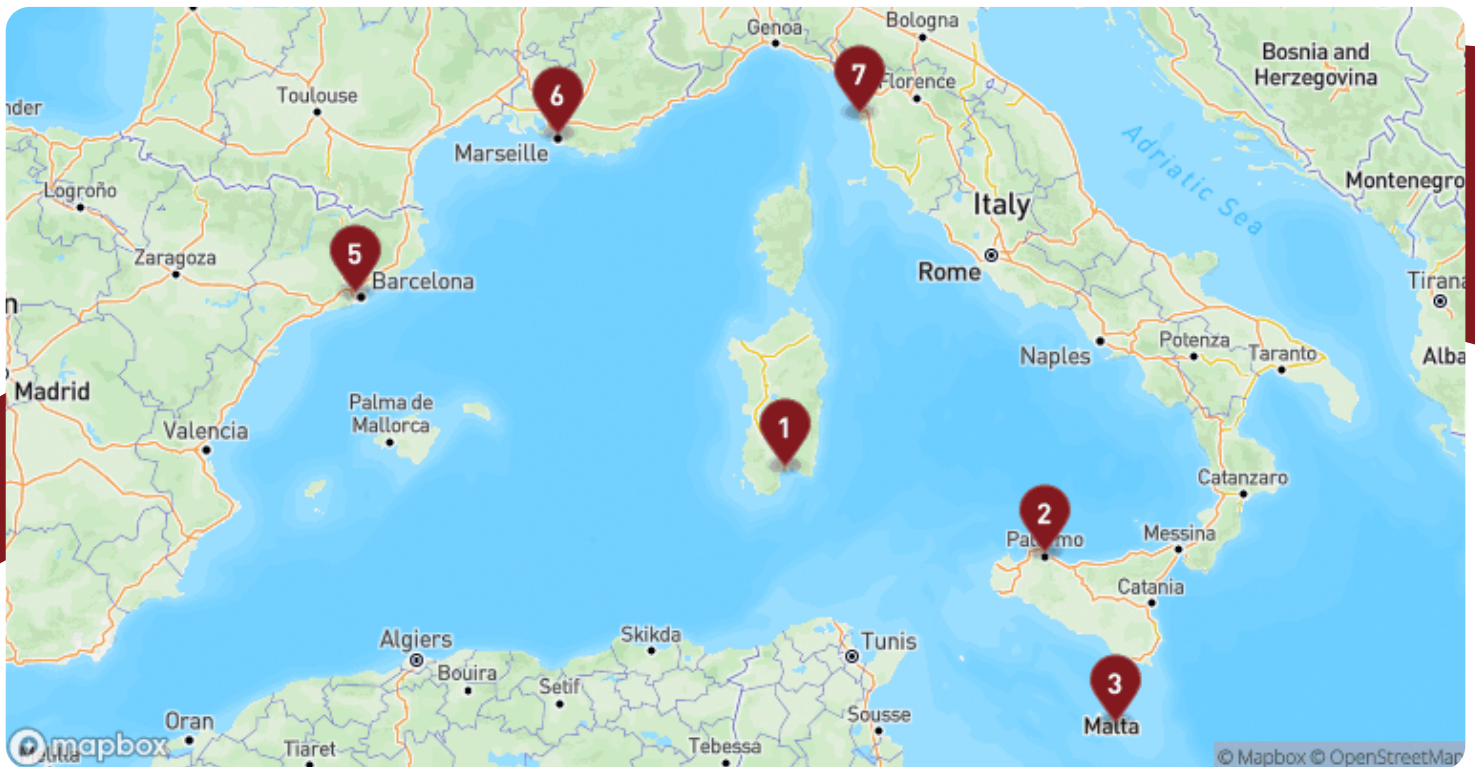 Genoa
Bologna
Bosnia and
Herzegovina
7
Florence
6
Toulouse
nder
Adriatic Sea
Marseille
Montenegro
Logroño
Italy
5
Zaragoza
Barcelona
Rome
Tirana
n
Naples
Potenza
Taranto
Alba
Madrid
Palma de
Mallorca
1
Valencia
Catanzaro
2
Palermo
Messina
Catania
Algiers
Skikda
Tunis
Bouira
Setif
3
Malta
Sousse
Oran
mapbox
Melilla
Tiaret
Tebessa
© Mapbox © OpenStreetMap